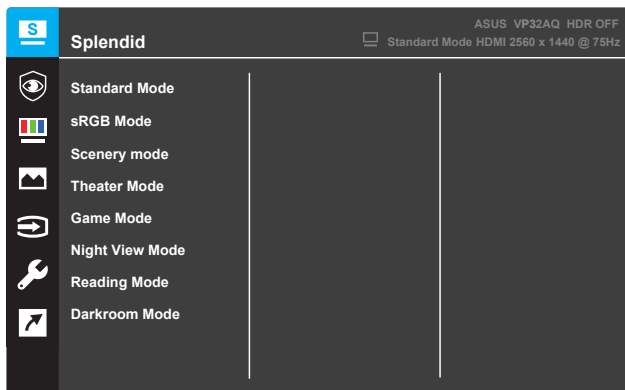 S
ASUS VP32AQ HDR OFF
Splendid
Standard Mode HDMI 2560 x 1440 @ 75Hz
Standard Mode
sRGB Mode
Scenery mode
Theater Mode
Game Mode
Night View Mode
Reading Mode
Darkroom Mode